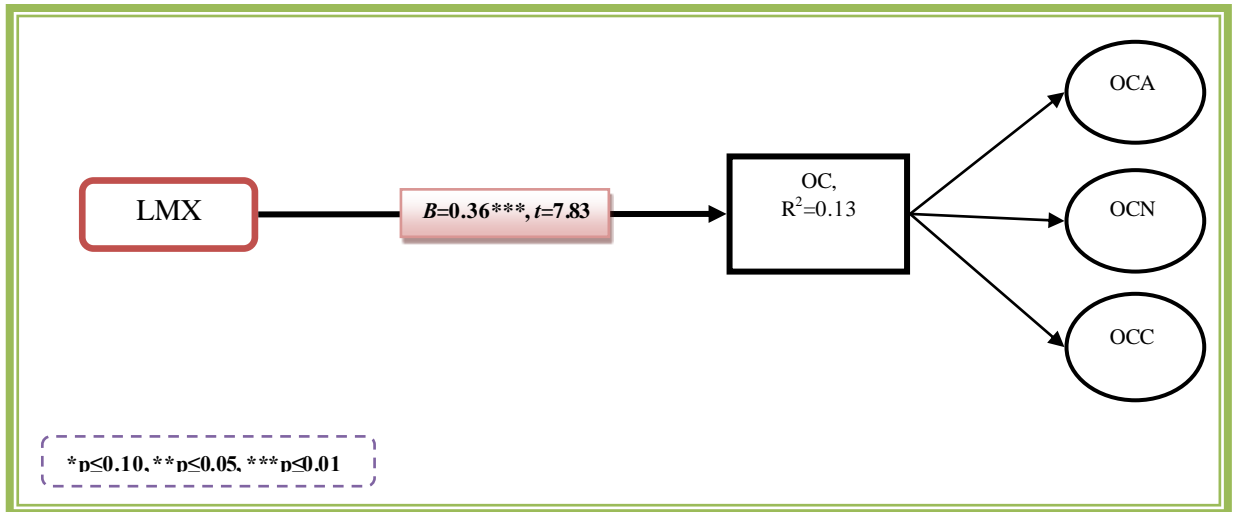 LMX
B=0.36***, t=7.83
OC,
R²=0.13
OCA
OCN
OCC
*p≤0.10, **p≤0.05, ***p≤0.01